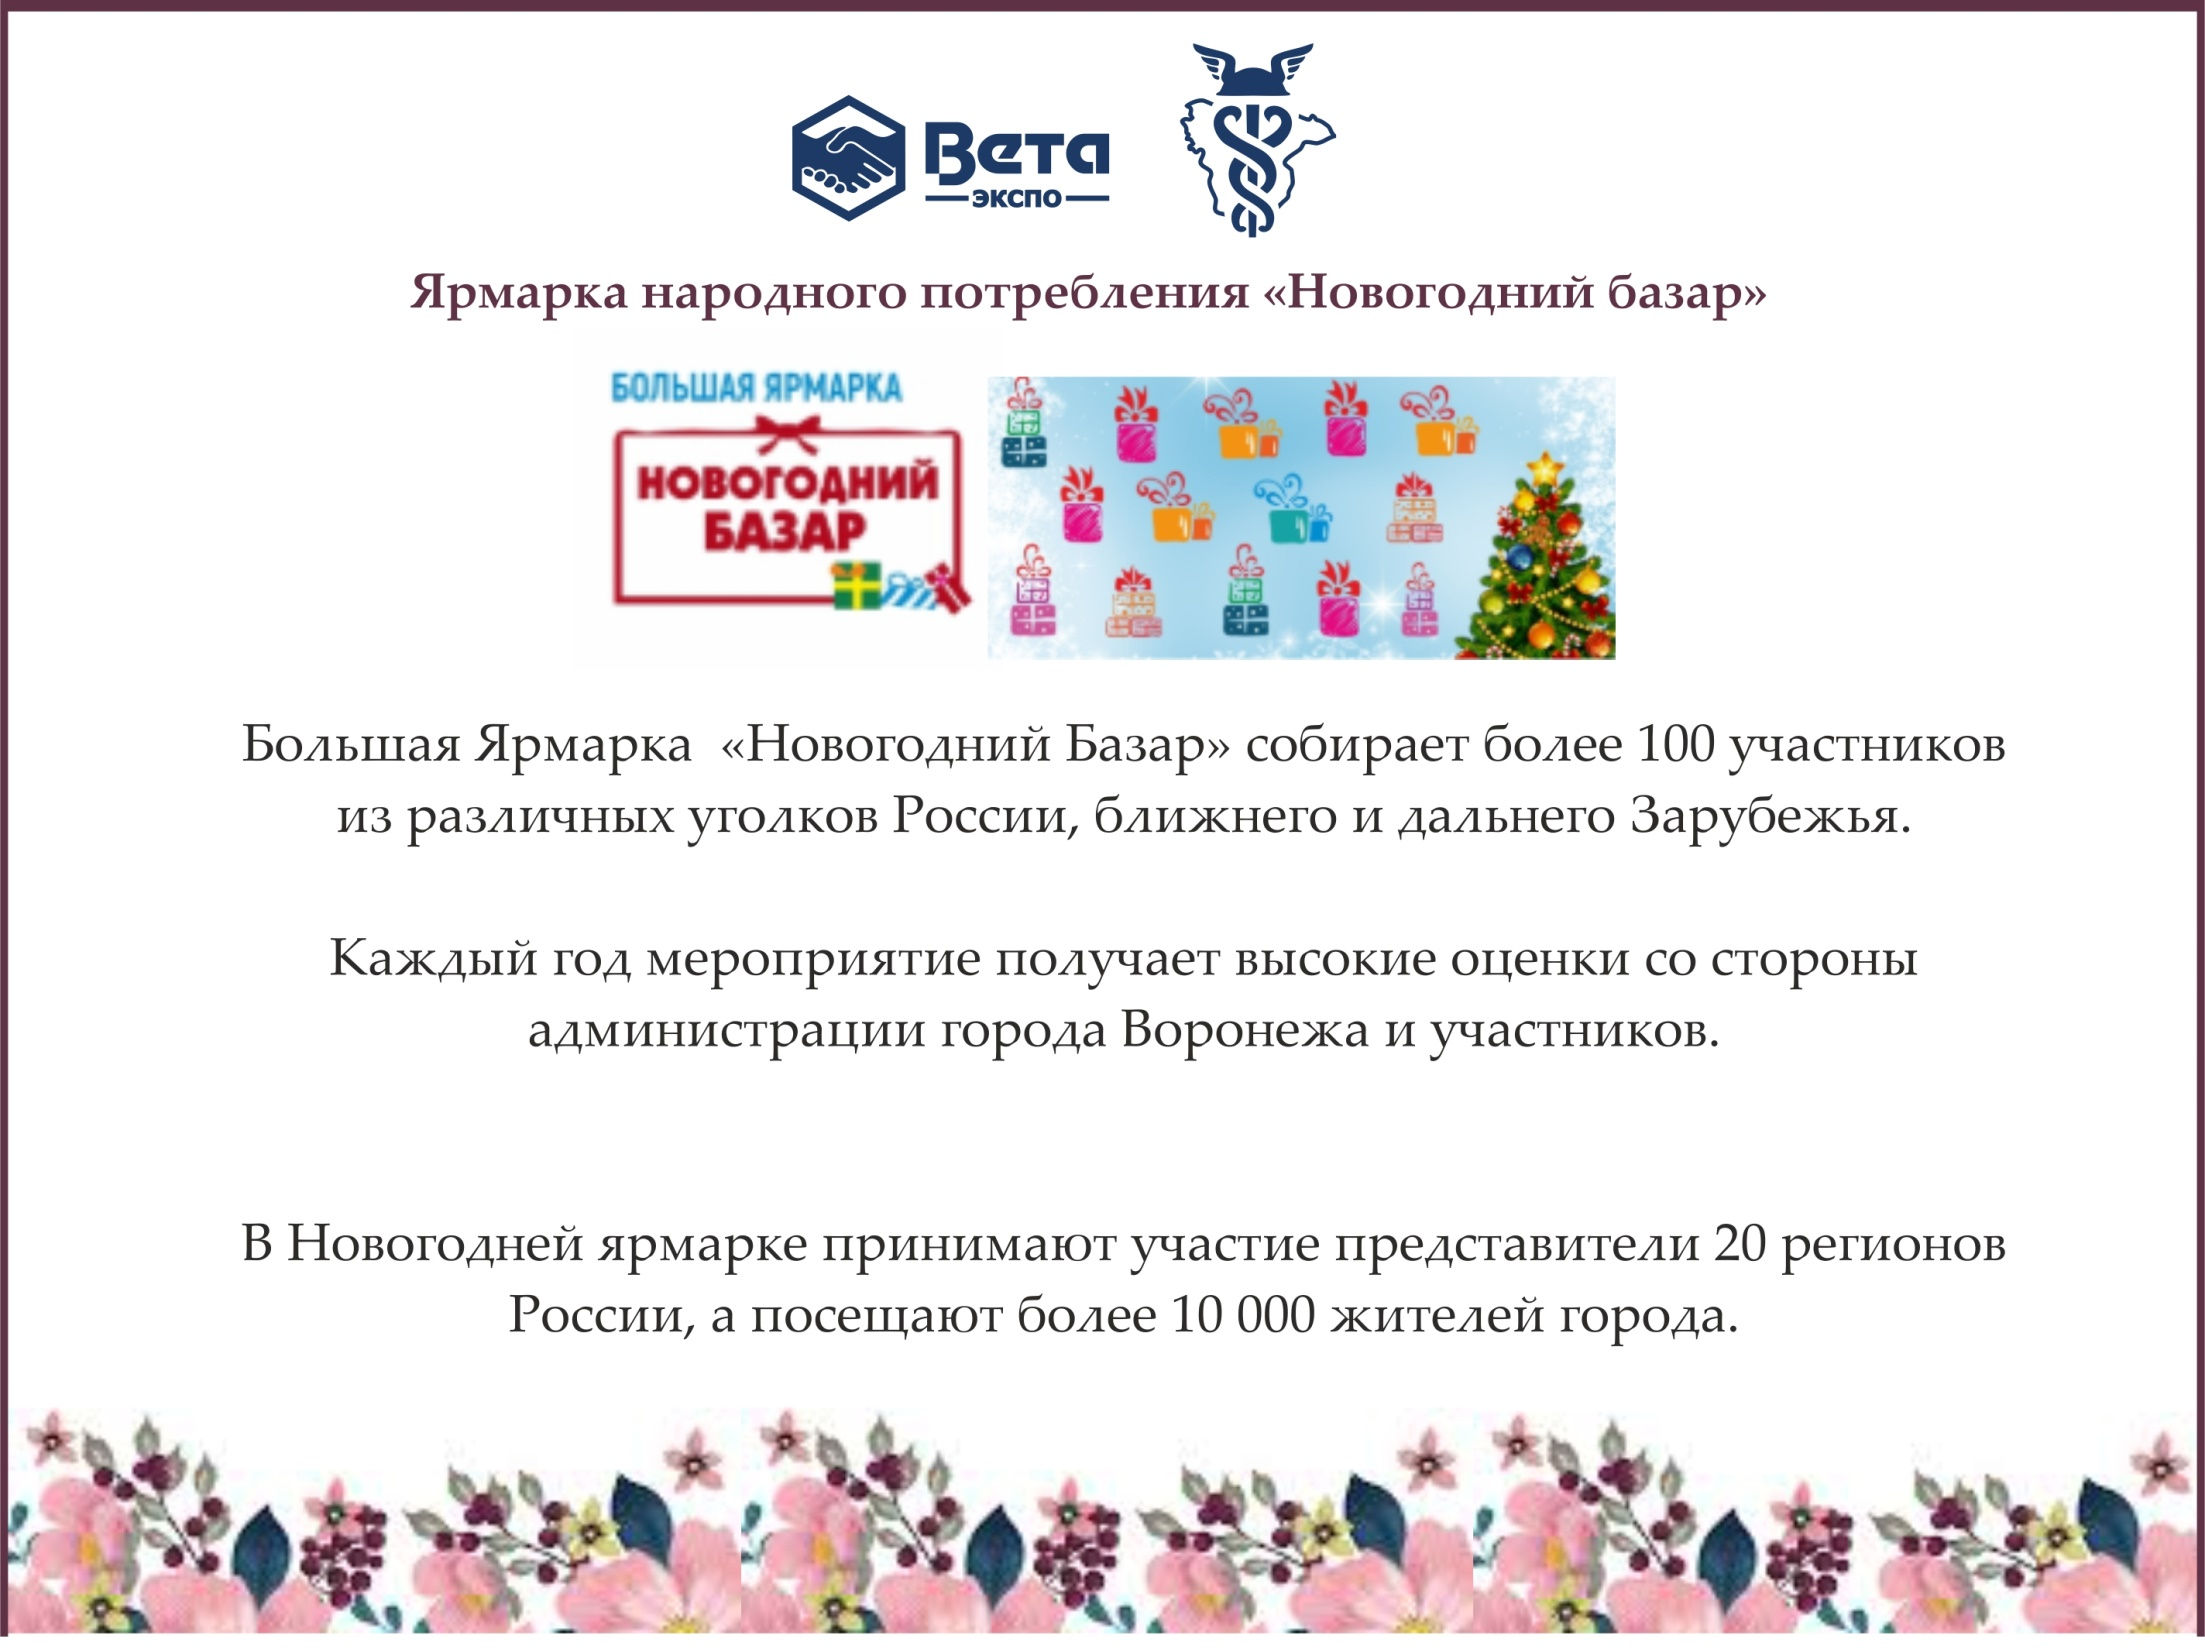 Вета
экспо
Ярмарка народного потребления «Новогодний базар»
БОЛЬШАЯ ЯРМАРКА
НОВОГОДНИЙ
БАЗАР
Большая Ярмарка «Новогодний Базар» собирает более 100 участников
из различных уголков России, ближнего и дальнего Зарубежья.
Каждый год мероприятие получает высокие оценки со стороны
администрации города Воронежа и участников.
В Новогодней ярмарке принимают участие представители 20 регионов
России, а посещают более 10 000 жителей города.